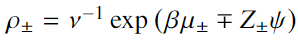 ρ± = ν⁻¹ exp (βμ± ∓ Z±ψ)